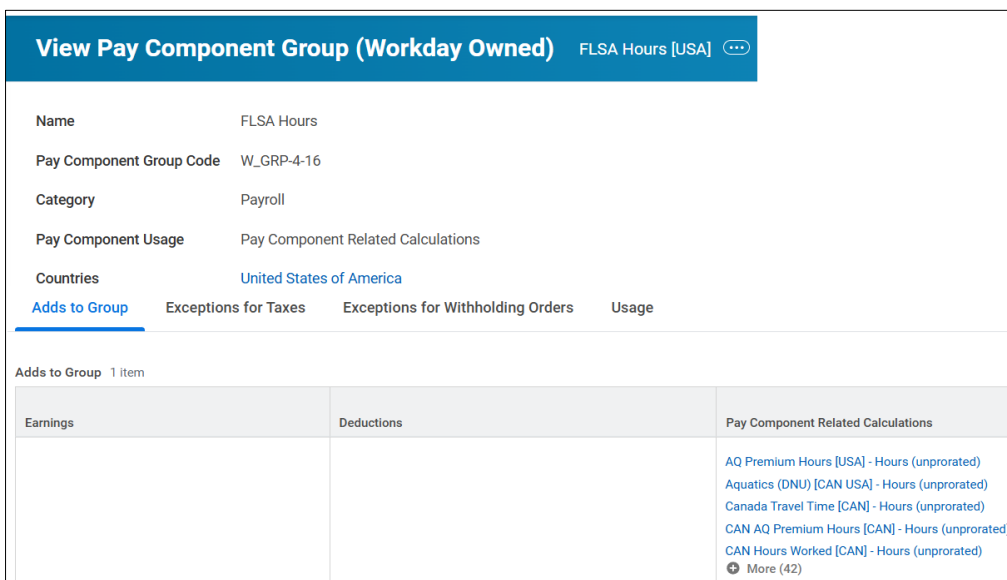 View Pay Component Group (Workday Owned) FLSA Hours [USA]
Name FLSA Hours
Pay Component Group Code W_GRP-4-16
Category Payroll
Pay Component Usage Pay Component Related Calculations
Countries United States of America
Adds to Group Exceptions for Taxes Exceptions for Withholding Orders Usage
Adds to Group 1 item
Earnings Deductions Pay Component Related Calculations
AQ Premium Hours [USA] - Hours (unprorated)
Aquatics (DNU) [CAN USA] - Hours (unprorated)
Canada Travel Time [CAN] - Hours (unprorated)
CAN AQ Premium Hours [CAN] - Hours (unprorated)
CAN Hours Worked [CAN] - Hours (unprorated)
More (42)